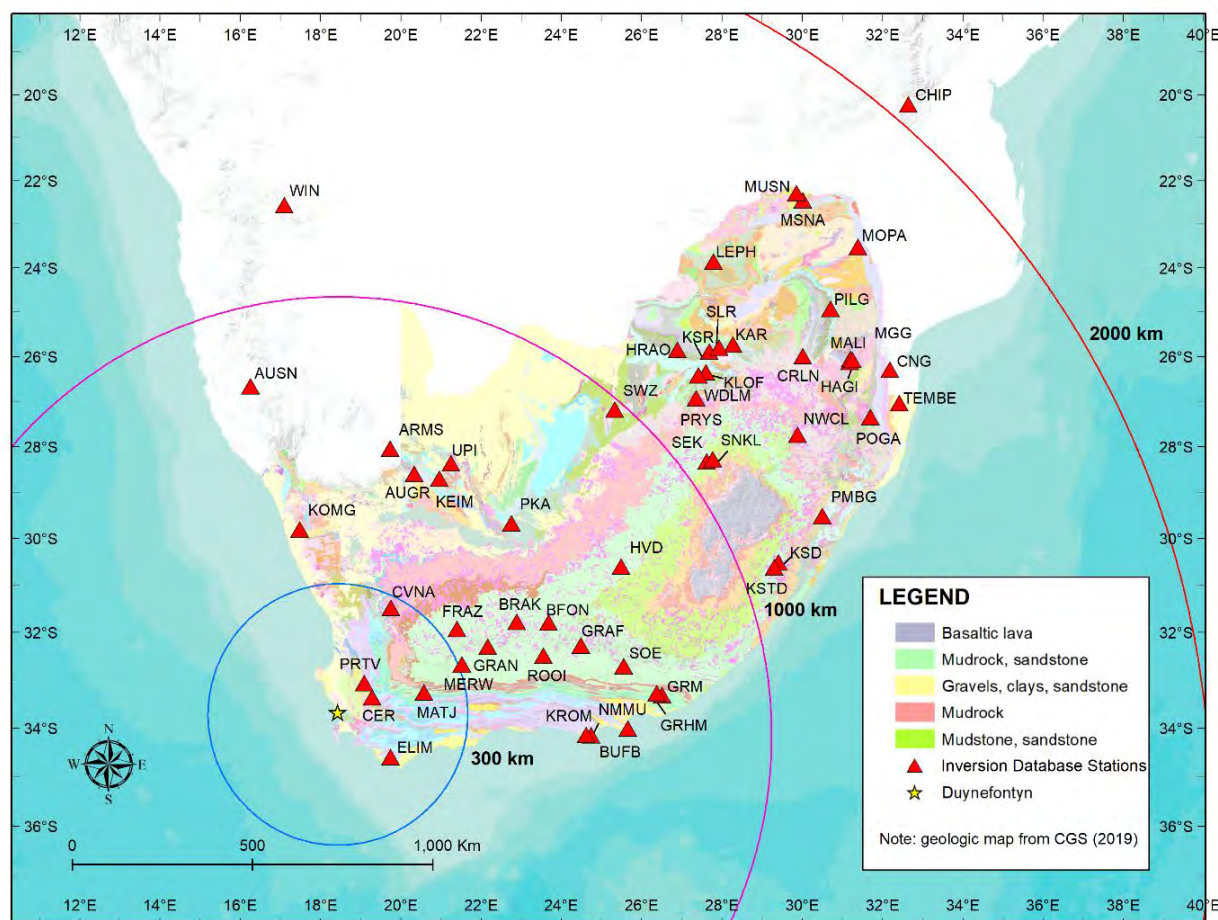 12°E 14°E 16°E 18°E 20°E 22°E 24°E 26°E 28°E 30°E 32°E 34°E 36°E 38°E 40°E
20°S
20°S
CHIP
22°S
22°S
WIN
MUSN
MSNA
MOPA
24°S
24°S
LEPH
PILG
SLR
2000 km
KSR
KAR
MGG
MALI
26°S
26°S
HRAO
CNG
CRLN
HAGI
AUSN
KLOF
SWZ
WDLM
TEMBE
PRYS
NWCL
28°S
28°S
ARMS
UPI
SEK
SNKL
POGA
AUGR
KEIM
PKA
PMBG
KOMG
30°S
30°S
HVD
KSD
KSTD
1000 km
CVNA
FRAZ
BRAK
BFON
32°S
32°S
GRAF
PRTV
GRAN
ROOI
SOE
MERW
GRM
CER
MATJ
KROM
NMMU
GRHM
34°S
34°S
N
W E
S
ELIM
300 km
BUFB
36°S
36°S
0 500 1,000 Km
LEGEND
Basaltic lava
Mudrock, sandstone
Gravels, clays, sandstone
Mudrock
Mudstone, sandstone
Inversion Database Stations
Duynefontyn
Note: geologic map from CGS (2019)
12°E 14°E 16°E 18°E 20°E 22°E 24°E 26°E 28°E 30°E 32°E 34°E 36°E 38°E 40°E